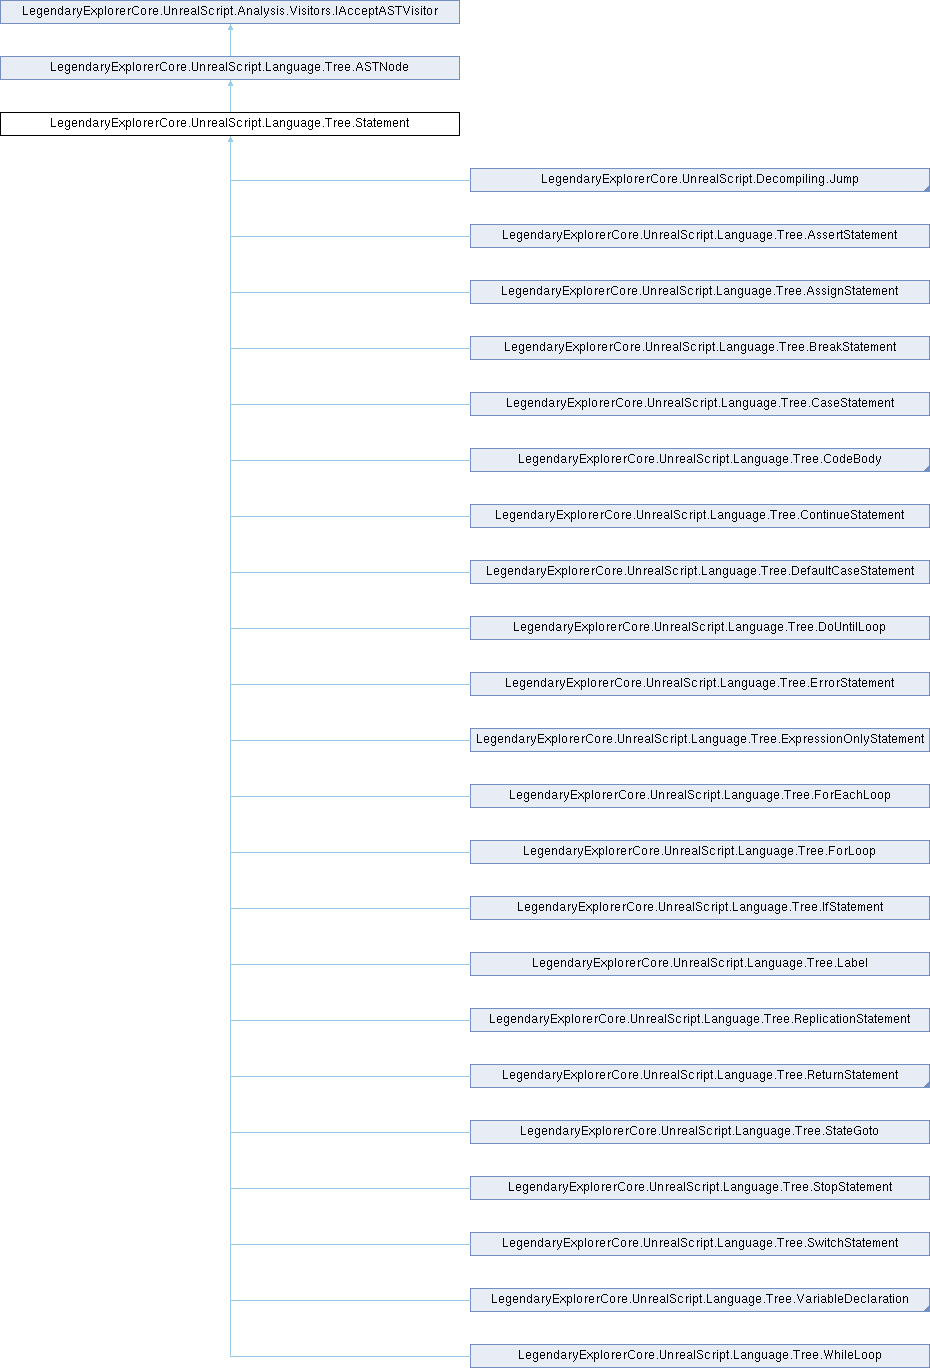 LegendaryExplorerCore.UnrealScript.Analysis.Visitors.IAcceptASTVisitor
LegendaryExplorerCore.UnrealScript.Language.Tree.ASTNode
LegendaryExplorerCore.UnrealScript.Language.Tree.Statement
LegendaryExplorerCore.UnrealScript.Decompiling.Jump
LegendaryExplorerCore.UnrealScript.Language.Tree.AssertStatement
LegendaryExplorerCore.UnrealScript.Language.Tree.AssignStatement
LegendaryExplorerCore.UnrealScript.Language.Tree.BreakStatement
LegendaryExplorerCore.UnrealScript.Language.Tree.CaseStatement
LegendaryExplorerCore.UnrealScript.Language.Tree.CodeBody
LegendaryExplorerCore.UnrealScript.Language.Tree.ContinueStatement
LegendaryExplorerCore.UnrealScript.Language.Tree.DefaultCaseStatement
LegendaryExplorerCore.UnrealScript.Language.Tree.DoUntilLoop
LegendaryExplorerCore.UnrealScript.Language.Tree.ErrorStatement
LegendaryExplorerCore.UnrealScript.Language.Tree.ExpressionOnlyStatement
LegendaryExplorerCore.UnrealScript.Language.Tree.ForEachLoop
LegendaryExplorerCore.UnrealScript.Language.Tree.ForLoop
LegendaryExplorerCore.UnrealScript.Language.Tree.IfStatement
LegendaryExplorerCore.UnrealScript.Language.Tree.Label
LegendaryExplorerCore.UnrealScript.Language.Tree.ReplicationStatement
LegendaryExplorerCore.UnrealScript.Language.Tree.ReturnStatement
LegendaryExplorerCore.UnrealScript.Language.Tree.StateGoto
LegendaryExplorerCore.UnrealScript.Language.Tree.StopStatement
LegendaryExplorerCore.UnrealScript.Language.Tree.SwitchStatement
LegendaryExplorerCore.UnrealScript.Language.Tree.VariableDeclaration
LegendaryExplorerCore.UnrealScript.Language.Tree.WhileLoop